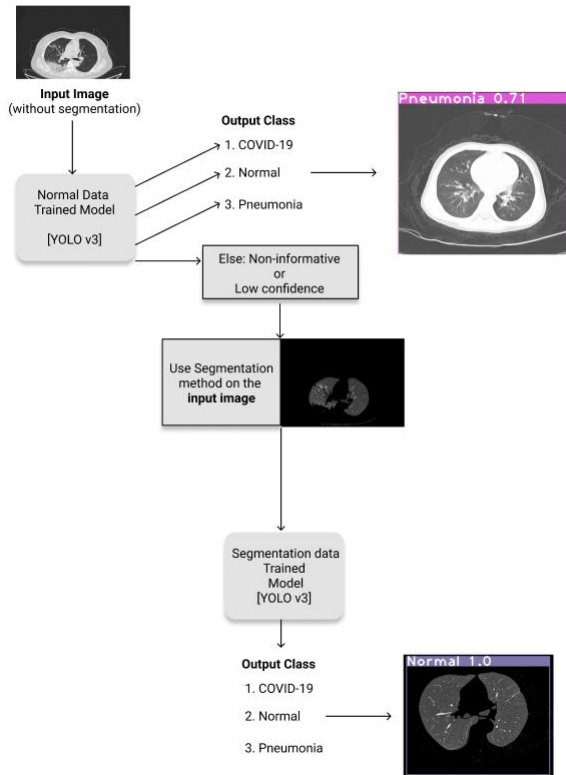 Input Image
(without segmentation)
Output Class
1. COVID-19
2. Normal
3. Pneumonia
Pneumonia 0.71
Normal Data
Trained Model
[YOLO v3]
Else: Non-informative
or
Low confidence
Use Segmentation
method on the
input image
Segmentation data
Trained
Model
[YOLO v3]
Output Class
1. COVID-19
2. Normal
3. Pneumonia
Normal 1.0